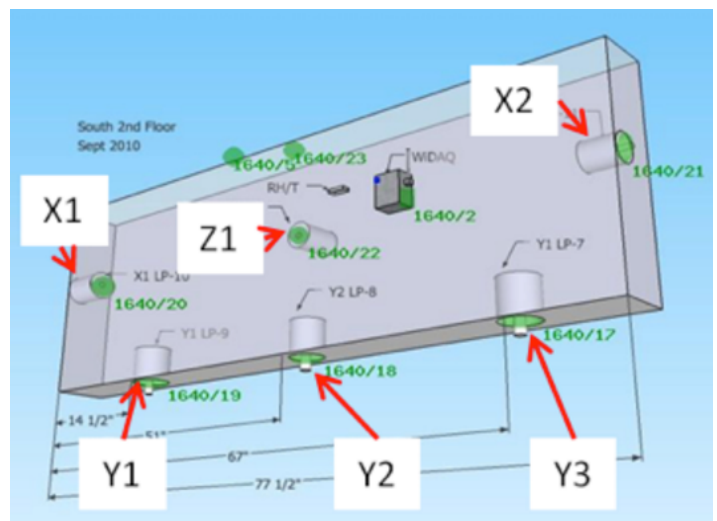 X2
South 2nd Floor
Sept 2010
1640/5
1640/23
WIDAQ
1640/21
RH/T
X1
1640/2
Z1
1640/22
Y1 LP-7
X1 LP-10
Y2 LP-8
1640/20
Y1 LP-9
1640/17
1640/18
1640/19
14 1/2"
51"
67"
77 1/2"
Y1
Y2
Y3